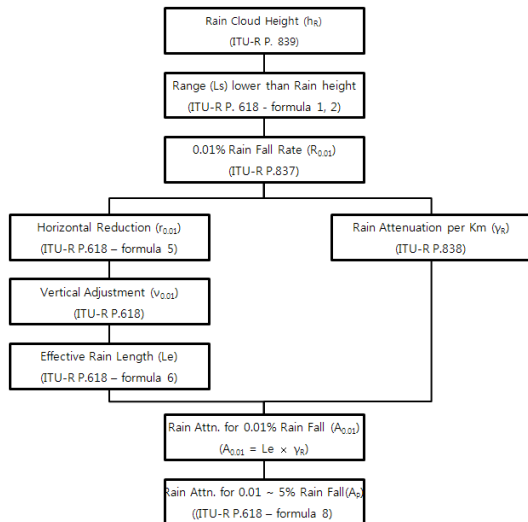 Rain Cloud Height (hR)
(ITU-R P. 839)
Range (Ls) lower than Rain height
(ITU-R P. 618 - formula 1, 2)
0.01% Rain Fall Rate (R0.01)
(ITU-R P.837)
Horizontal Reduction (r0.01)
(ITU-R P.618 – formula 5)
Rain Attenuation per Km (γR)
(ITU-R P.838)
Vertical Adjustment (v0.01)
(ITU-R P.618)
Effective Rain Length (Le)
(ITU-R P.618 – formula 6)
Rain Attn. for 0.01% Rain Fall (A0.01)
(A0.01 = Le × γR)
Rain Attn. for 0.01 ~ 5% Rain Fall(AP)
((ITU-R P.618 – formula 8)